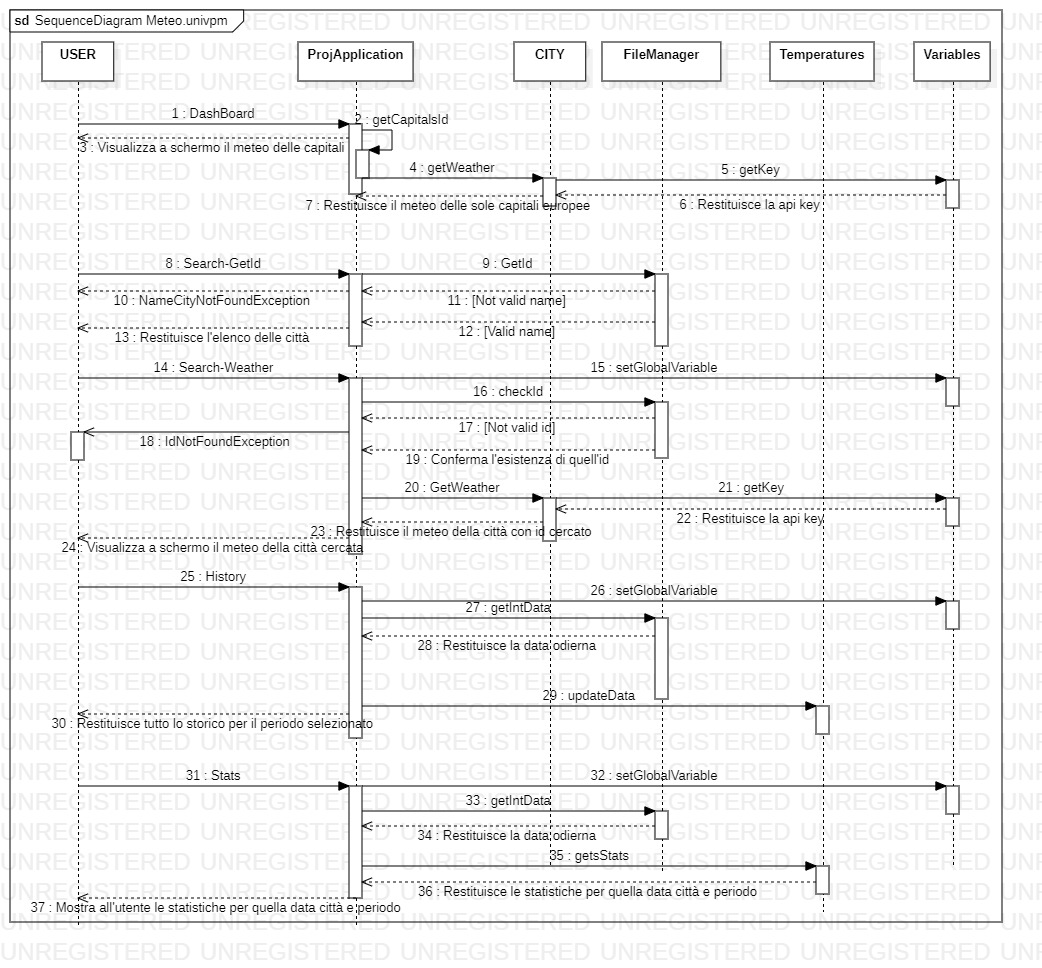 sd SequenceDiagram Meteo.univpm
USER
ProjApplication
CITY
FileManager
Temperatures
Variables
1 : DashBoard
2 : getCapitalsId
3 : Visualizza a schermo il meteo delle capitali
4 : getWeather
5 : getKey
6 : Restituisce la api key
7 : Restituisce il meteo delle sole capitali europee
8 : Search-GetId
9 : GetId
10 : NameCityNotFoundException
11 : [Not valid name]
12 : [Valid name]
13 : Restituisce l'elenco delle città
14 : Search-Weather
15 : setGlobalVariable
16 : checkId
17 : [Not valid id]
18 : IdNotFoundException
19 : Conferma l'esistenza di quell'id
20 : GetWeather
21 : getKey
22 : Restituisce la api key
23 : Restituisce il meteo della città con id cercato
24 : Visualizza a schermo il meteo della città cercata
25 : History
26 : setGlobalVariable
27 : getIntData
28 : Restituisce la data odierna
29 : updateData
30 : Restituisce tutto lo storico per il periodo selezionato
31 : Stats
32 : setGlobalVariable
33 : getIntData
34 : Restituisce la data odierna
35 : getsStats
36 : Restituisce le statistiche per quella data città e periodo
37 : Mostra all'utente le statistiche per quella data città e periodo
UNREGISTERED